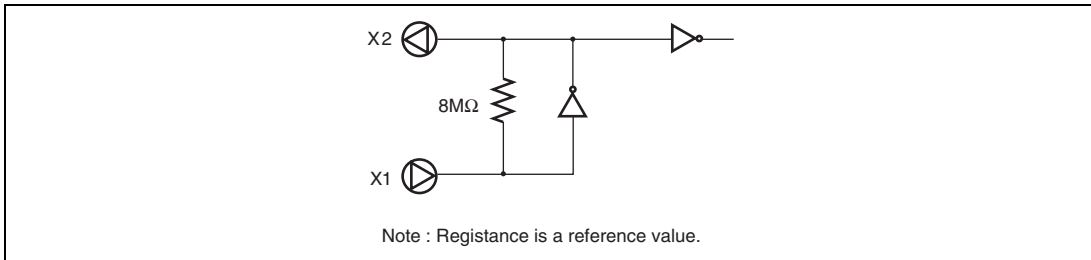 X2
8MΩ
X1
Note : Registance is a reference value.